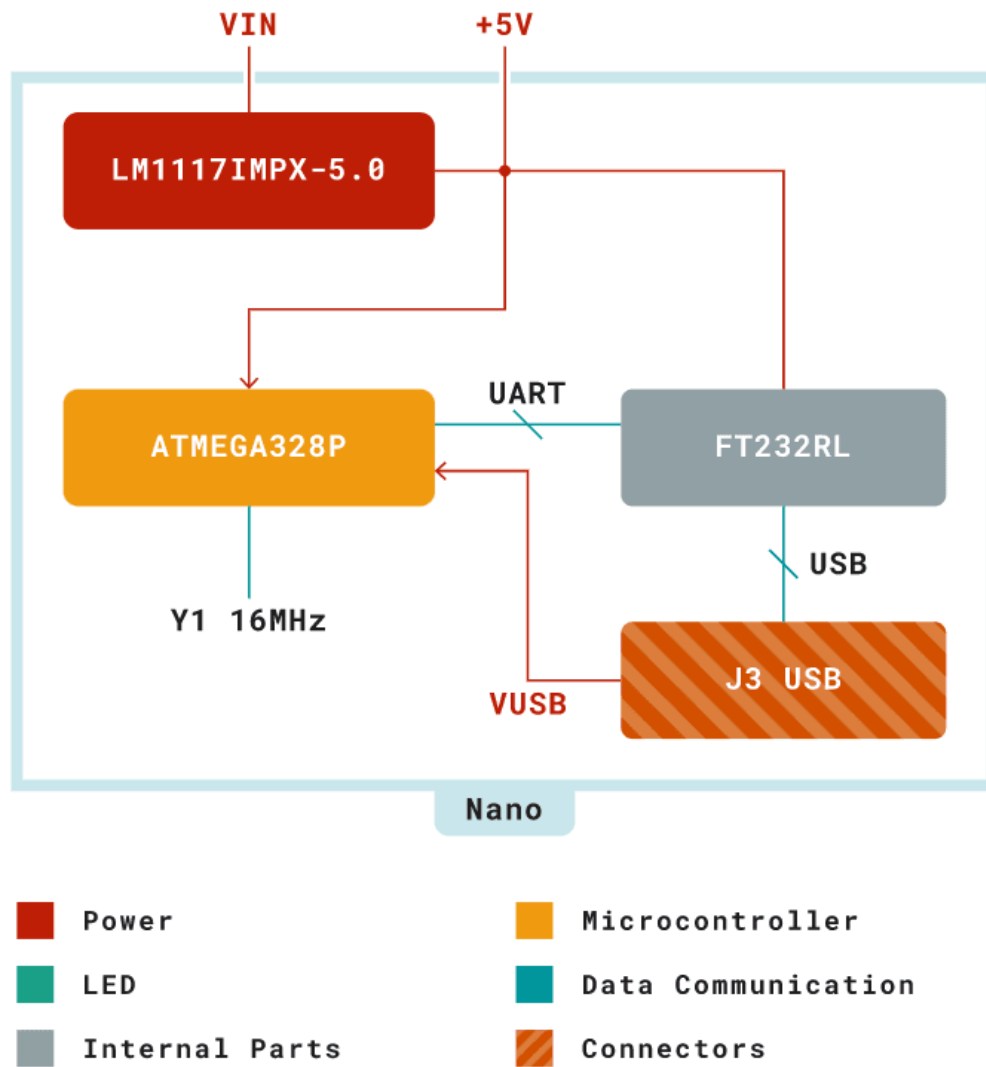 VIN
+5V
LM1117IMPX-5.0
UART
ATMEGA328P
FT232RL
USB
Y1 16MHz
J3 USB
VUSB
Nano
Power
Microcontroller
LED
Data Communication
Internal Parts
Connectors